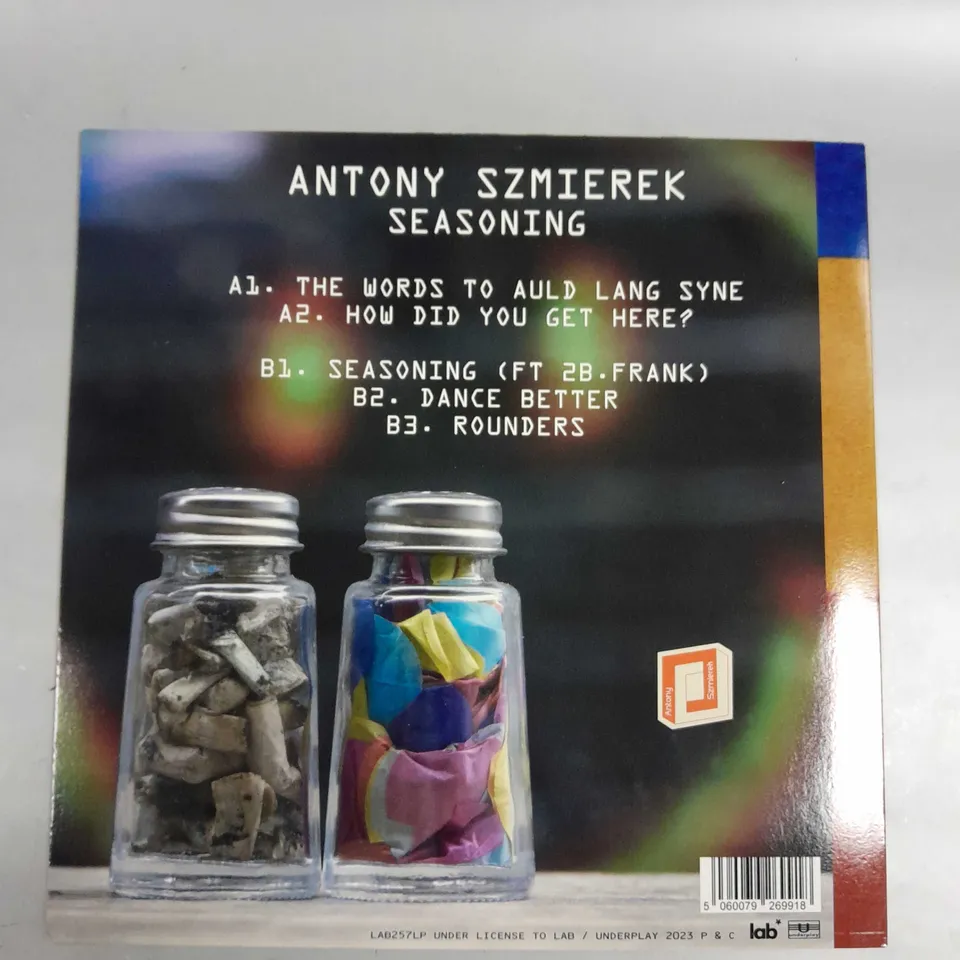 ANTONY SZMIEREK
SEASONING
A1. THE WORDS TO AULD LANG SYNE
A2. HOW DID YOU GET HERE?
B1. SEASONING (FT 2B.FRANK)
B2. DANCE BETTER
B3. ROUNDERS
Antony
Szmierek
5 060079 269918
LAB257LP UNDER LICENSE TO LAB / UNDERPLAY 2023 P & C
lab
U
underplay